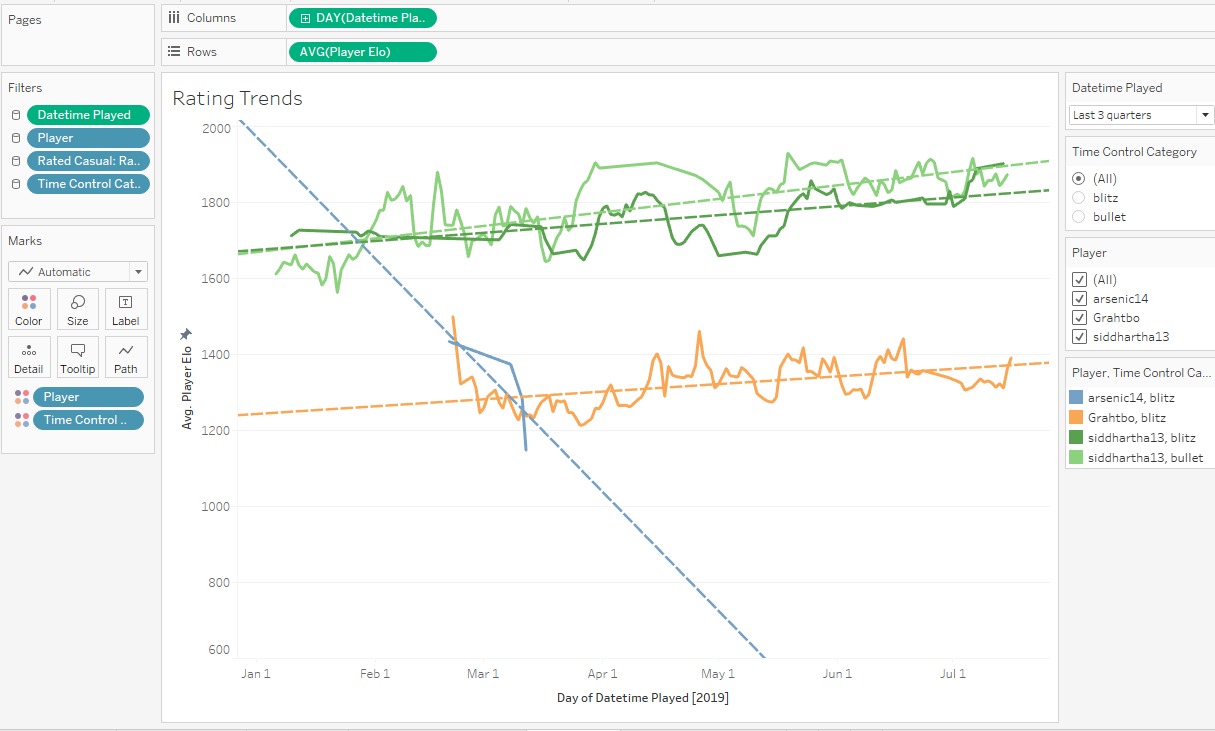 Pages
Columns
DAY(Datetime Pla..
Rows
AVG(Player Elo)
Filters
Datetime Played
Player
Rated Casual: Ra..
Time Control Cat..
Marks
Automatic
Color
Size
Label
Detail
Tooltip
Path
Player
Time Control ..
Rating Trends
2000
1800
1600
1400
1200
1000
800
600
Avg. Player Elo
Jan 1
Feb 1
Mar 1
Apr 1
May 1
Jun 1
Jul 1
Day of Datetime Played [2019]
Datetime Played
Last 3 quarters
Time Control Category
(All)
blitz
bullet
Player
(All)
arsenic14
Grahtbo
siddhartha13
Player, Time Control Ca...
arsenic14, blitz
Grahtbo, blitz
siddhartha13, blitz
siddhartha13, bullet